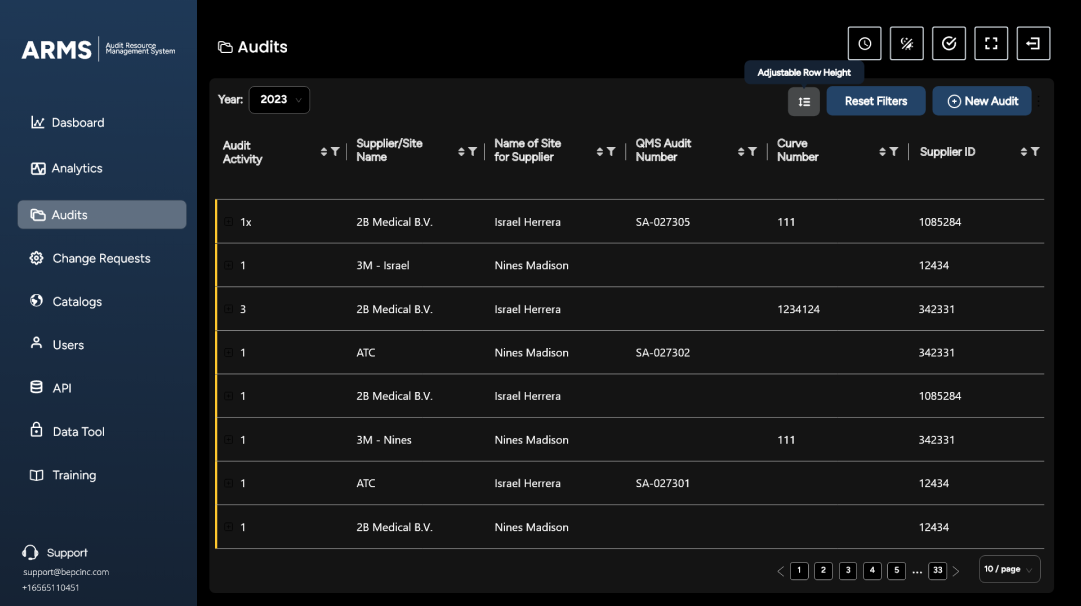 ARMS
Audit Resource
Management System
Dasboard
Analytics
Audits
Change Requests
Catalogs
Users
API
Data Tool
Training
Support
support@bepcinc.com
+16565110451
Audits
Adjustable Row Height
Year: 2023 Reset Filters New Audit
Audit Activity Supplier/Site Name Name of Site for Supplier QMS Audit Number Curve Number Supplier ID
1x 2B Medical B.V. Israel Herrera SA-027305 111 1085284
1 3M - Israel Nines Madison 12434
3 2B Medical B.V. Israel Herrera 1234124 342331
1 ATC Nines Madison SA-027302 342331
1 2B Medical B.V. Israel Herrera 1085284
1 3M - Nines Nines Madison 111 342331
1 ATC Israel Herrera SA-027301 12434
1 2B Medical B.V. Nines Madison 12434
1 2 3 4 5 ... 33 10 / page